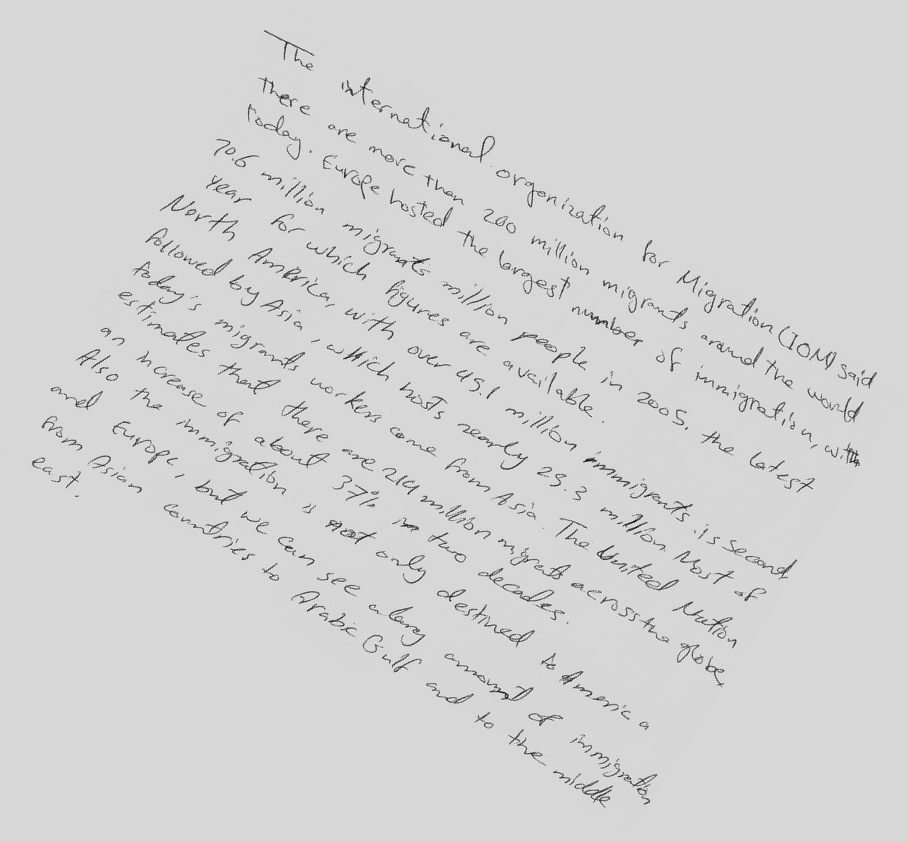 The international organization for Migration (IOM) said
there are more than 200 million migrants around the world
today. Europe hosted the largest number of immigration, with
70.6 million migrants million people in 2005, the latest
year for which figures are available.
North America, with over 45.1 million immigrants is second
followed by Asia, which hosts nearly 25.3 million Most of
today's migrants workers come from Asia. The United Nation
estimates that there are 214 million migrants across the globe,
an increase of about 37% in two decades.
Also the immigration is not only destined to America a
and Europe, but we can see a larg amount of immigration
from Asian countries to Arabic Gulf and to the middle
east.